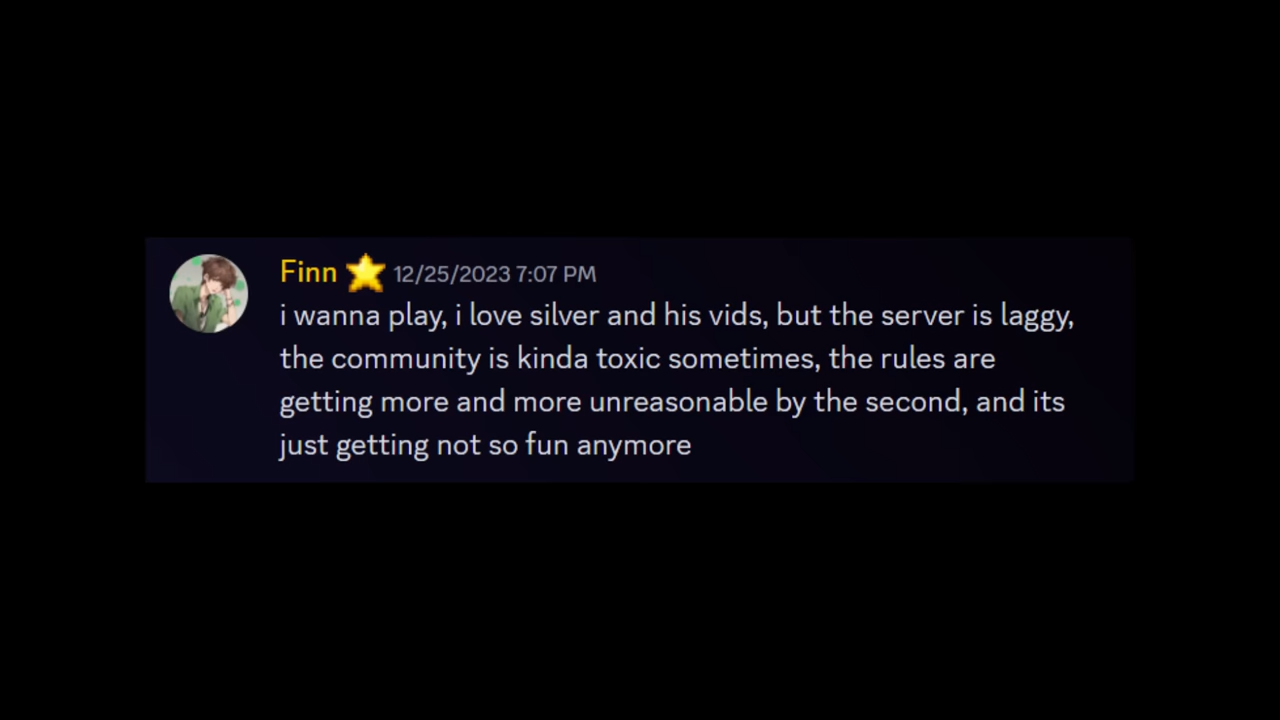 Finn ⭐ 12/25/2023 7:07 PM
i wanna play, i love silver and his vids, but the server is laggy,
the community is kinda toxic sometimes, the rules are
getting more and more unreasonable by the second, and its
just getting not so fun anymore